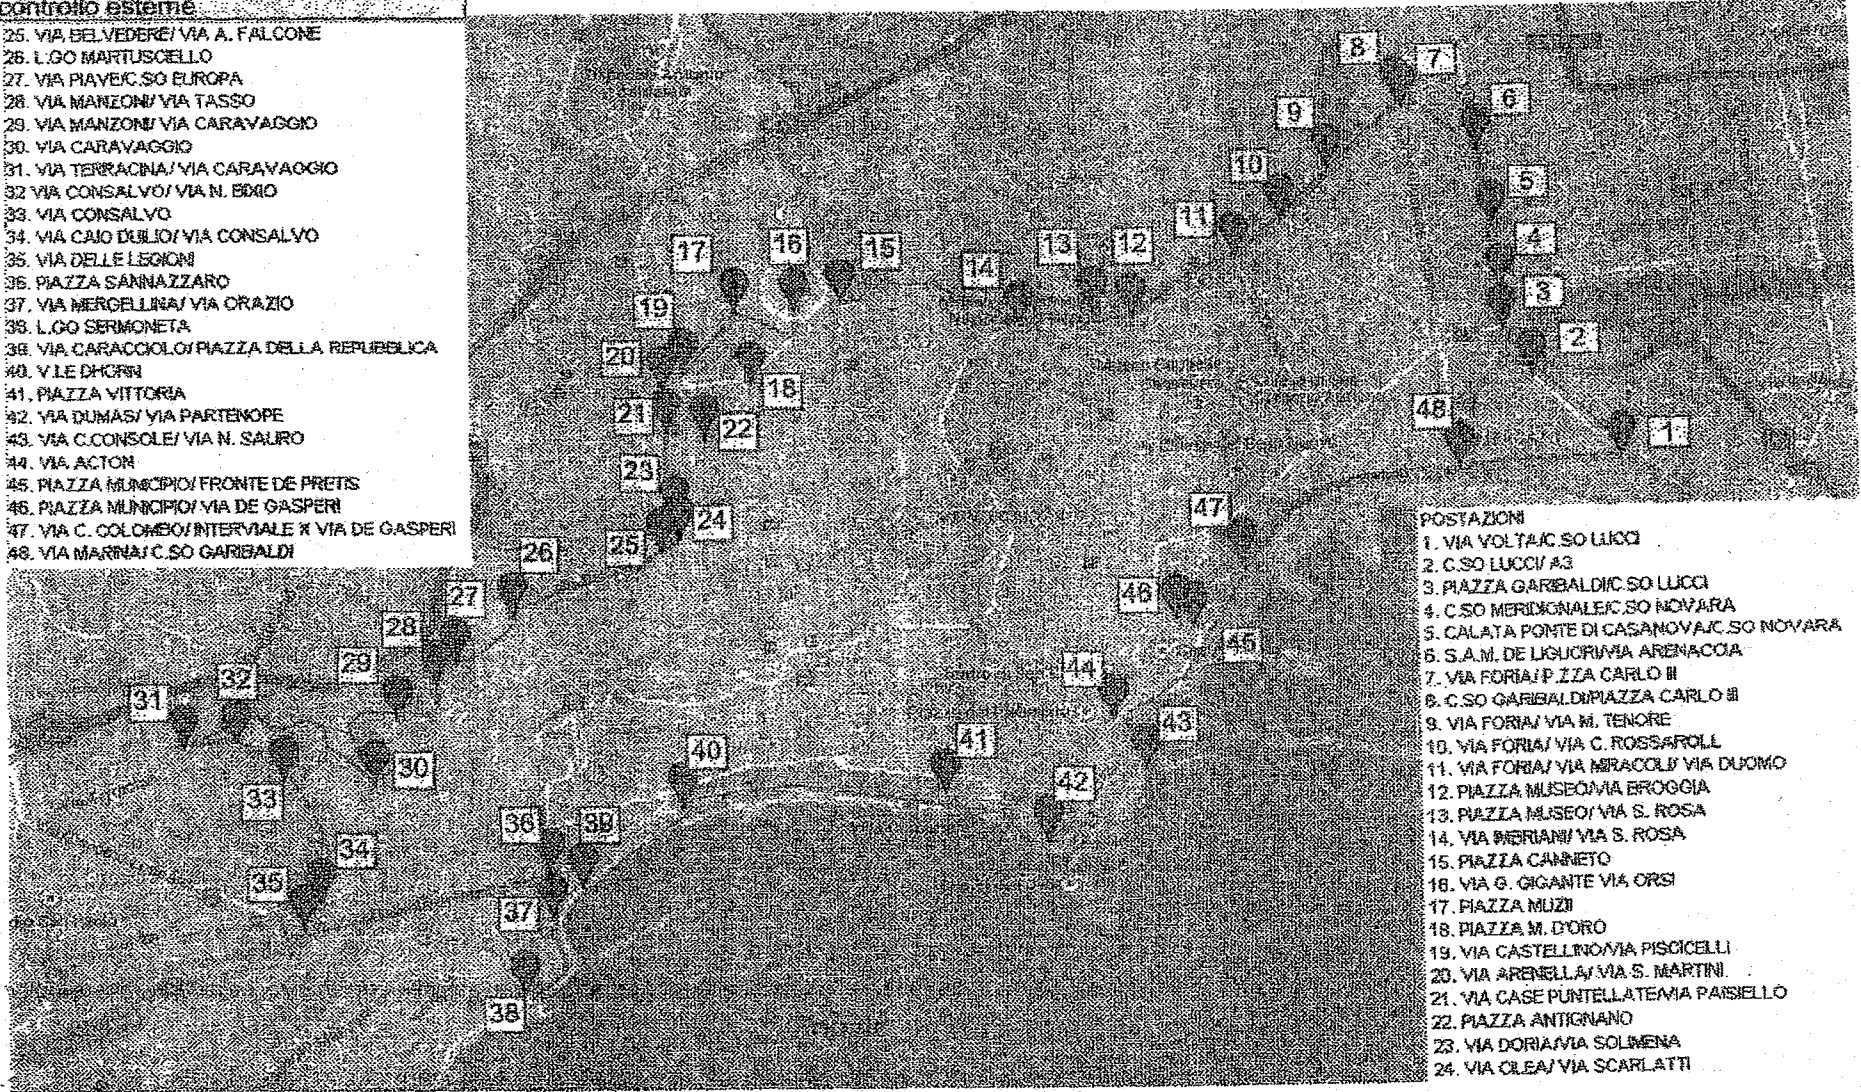 controllo esterne
25. VIA BELVEDERE/ VIA A. FALCONE
26. L.GO MARTUSCIELLO
27. VIA PIAVE/C.SO EUROPA
28. VIA MANZONI/ VIA TASSO
29. VIA MANZONI/ VIA CARAVAGGIO
30. VIA CARAVAGGIO
31. VIA TERRACINA/ VIA CARAVAGGIO
32 VIA CONSALVO/ VIA N. BIXIO
33. VIA CONSALVO
34. VIA CAIO DUILIO/ VIA CONSALVO
35. VIA DELLE LEGIONI
36. PIAZZA SANNAZZARO
37. VIA MERGELLINA/ VIA ORAZIO
38. L.GO SERMONETA
39. VIA CARACCIOLO/ PIAZZA DELLA REPUBBLICA
40. V.LE DHORN
41. PIAZZA VITTORIA
42. VIA DUMAS/ VIA PARTENOPE
43. VIA C.CONSOLE/ VIA N. SAURO
44. VIA ACTON
45. PIAZZA MUNICIPIO/ FRONTE DE PRETIS
46. PIAZZA MUNICIPIO/ VIA DE GASPERI
47. VIA C. COLOMBO/ INTERVIALE X VIA DE GASPERI
48. VIA MARINA/ C.SO GARIBALDI
8
7
6
9
10
5
11
4
17
16
15
13
12
14
3
19
2
20
18
21
48
22
1
23
24
47
25
26
27
46
28
45
29
44
32
31
43
41
40
30
42
33
36
39
34
35
37
38
POSTAZIONI
1. VIA VOLTA/C.SO LUCCI
2. C.SO LUCCI/ A3
3. PIAZZA GARIBALDI/C.SO LUCCI
4. C.SO MERIDIONALE/C.SO NOVARA
5. CALATA PONTE DI CASANOVA/C.SO NOVARA
6. S.A.M. DE LIGUORI/VIA ARENACCIA
7. VIA FORIA/ P.ZZA CARLO III
8. C.SO GARIBALDI/PIAZZA CARLO III
9. VIA FORIA/ VIA M. TENORE
10. VIA FORIA/ VIA C. ROSSAROLL
11. VIA FORIA/ VIA MIRACOLI/ VIA DUOMO
12. PIAZZA MUSEO/VIA BROGGIA
13. PIAZZA MUSEO/ VIA S. ROSA
14. VIA IMBRIANI/ VIA S. ROSA
15. PIAZZA CANNETO
16. VIA G. GIGANTE VIA ORSI
17. PIAZZA MUZII
18. PIAZZA M. D'ORO
19. VIA CASTELLINO/VIA PISCICELLI
20. VIA ARENELLA/ VIA S. MARTINI
21. VIA CASE PUNTELLATE/VIA PAISIELLO
22. PIAZZA ANTIGNANO
23. VIA DORIA/VIA SOLIMENA
24. VIA CILEA/ VIA SCARLATTI